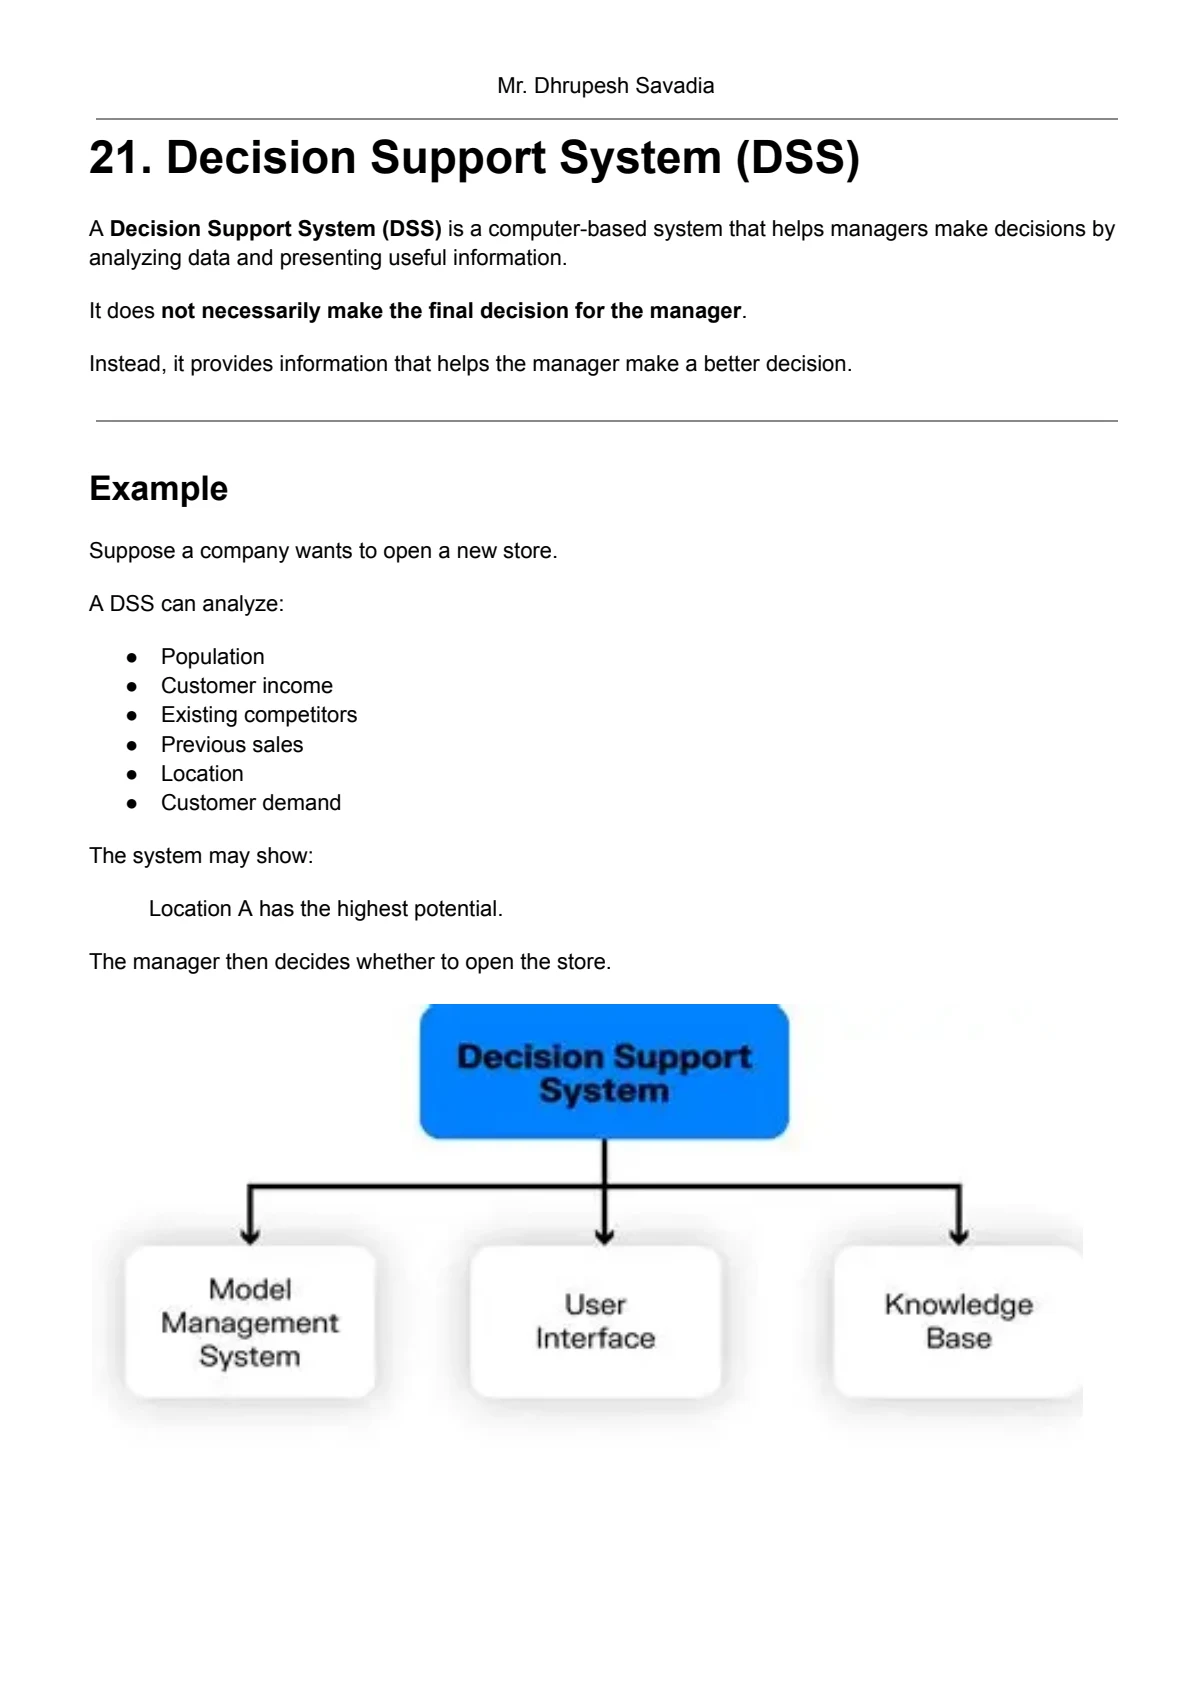 Mr. Dhrupesh Savadia
21. Decision Support System (DSS)
A Decision Support System (DSS) is a computer-based system that helps managers make decisions by
analyzing data and presenting useful information.
It does not necessarily make the final decision for the manager.
Instead, it provides information that helps the manager make a better decision.
Example
Suppose a company wants to open a new store.
A DSS can analyze:
● Population
● Customer income
● Existing competitors
● Previous sales
● Location
● Customer demand
The system may show:
Location A has the highest potential.
The manager then decides whether to open the store.
Decision Support
System
Model
Management
System
User
Interface
Knowledge
Base